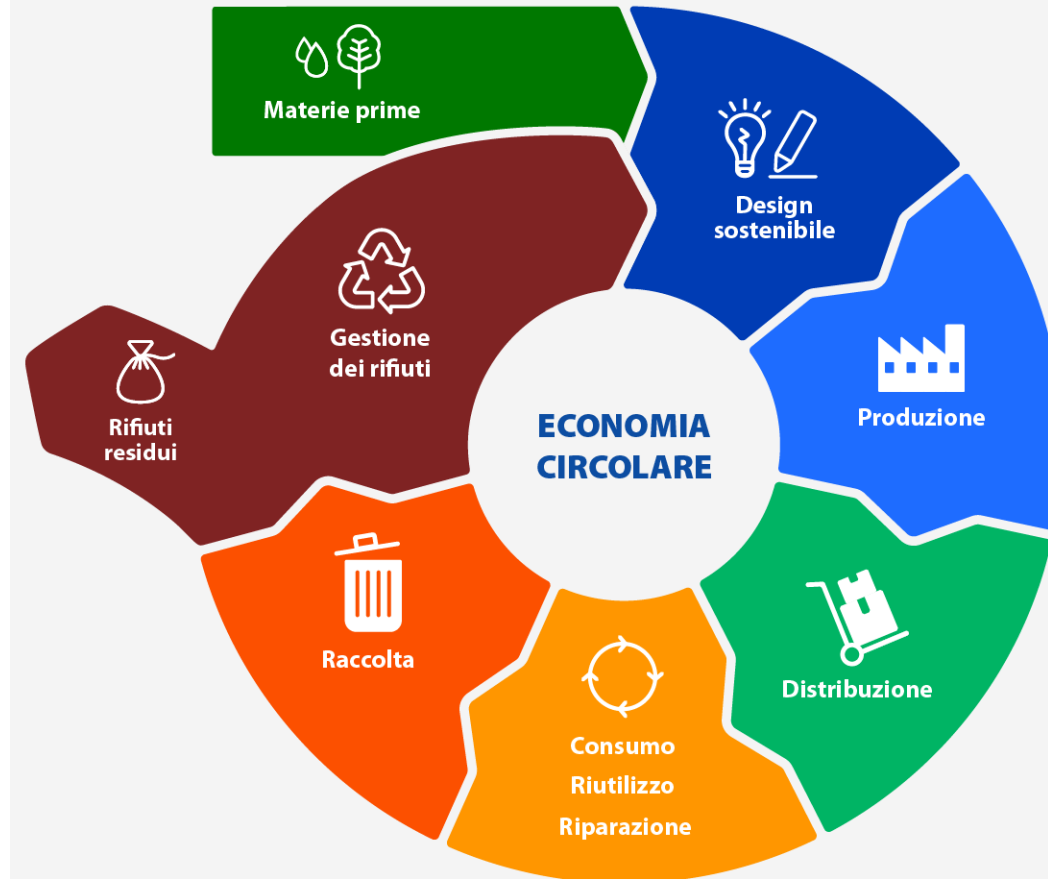 Materie prime
Design
sostenibile
Produzione
Distribuzione
Consumo
Riutilizzo
Riparazione
Raccolta
Gestione
dei rifiuti
Rifiuti
residui
ECONOMIA
CIRCOLARE